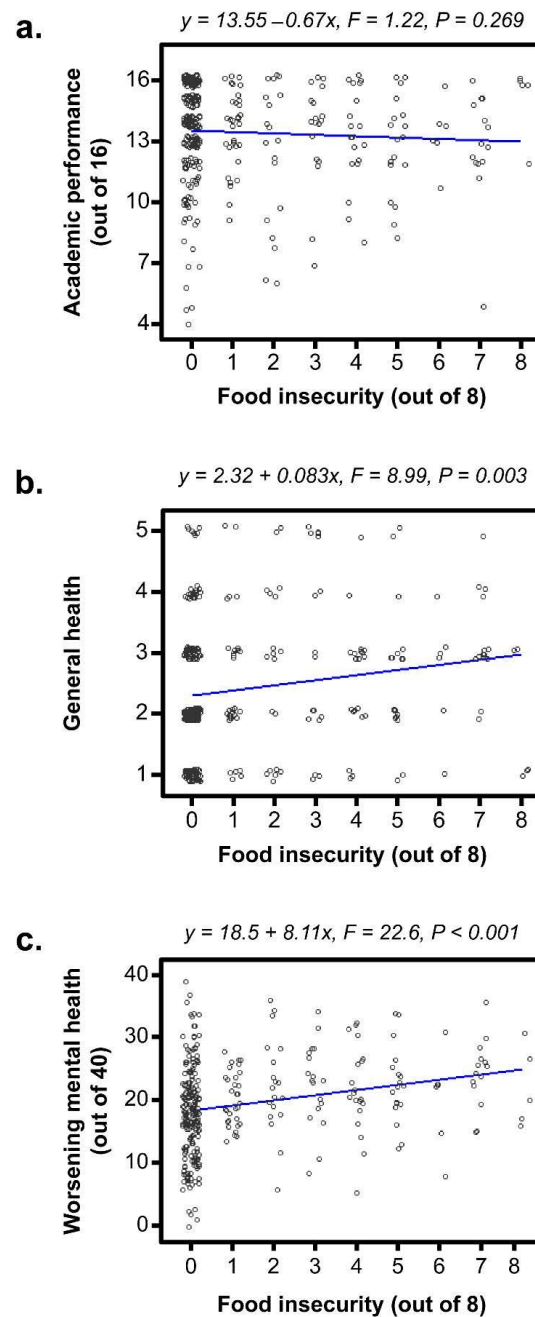 a.
y = 13.55 –0.67x, F = 1.22, P = 0.269
Academic performance
(out of 16)
16
13
10
7
4
0 1 2 3 4 5 6 7 8
Food insecurity (out of 8)
b.
y = 2.32 + 0.083x, F = 8.99, P = 0.003
General health
5
4
3
2
1
0 1 2 3 4 5 6 7 8
Food insecurity (out of 8)
c.
y = 18.5 + 8.11x, F = 22.6, P < 0.001
Worsening mental health
(out of 40)
40
30
20
10
0
0 1 2 3 4 5 6 7 8
Food insecurity (out of 8)